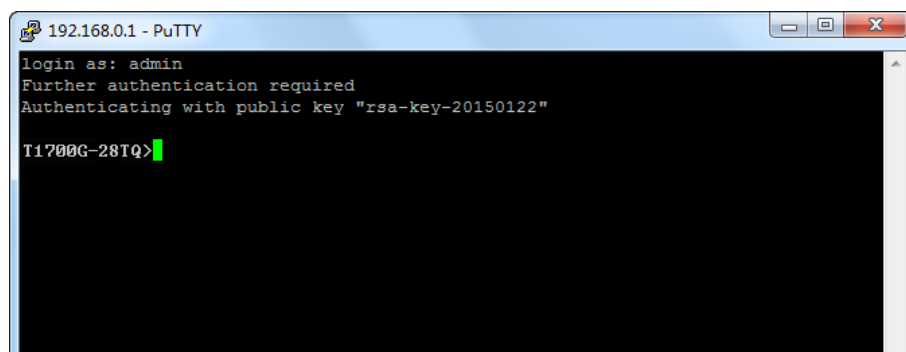 192.168.0.1 - PuTTY
login as: admin
Further authentication required
Authenticating with public key "rsa-key-20150122"
T1700G-28TQ>